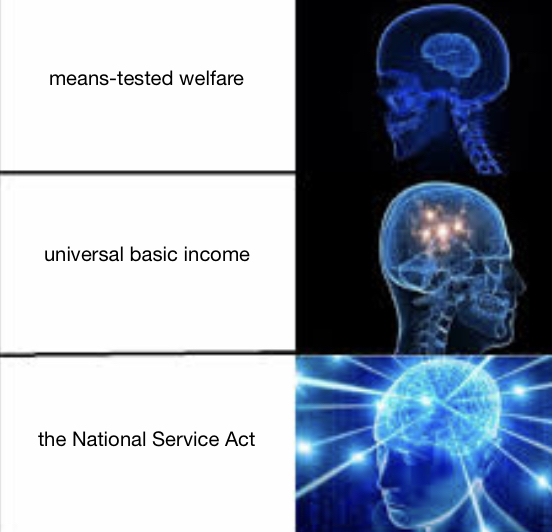 means-tested welfare
universal basic income
the National Service Act